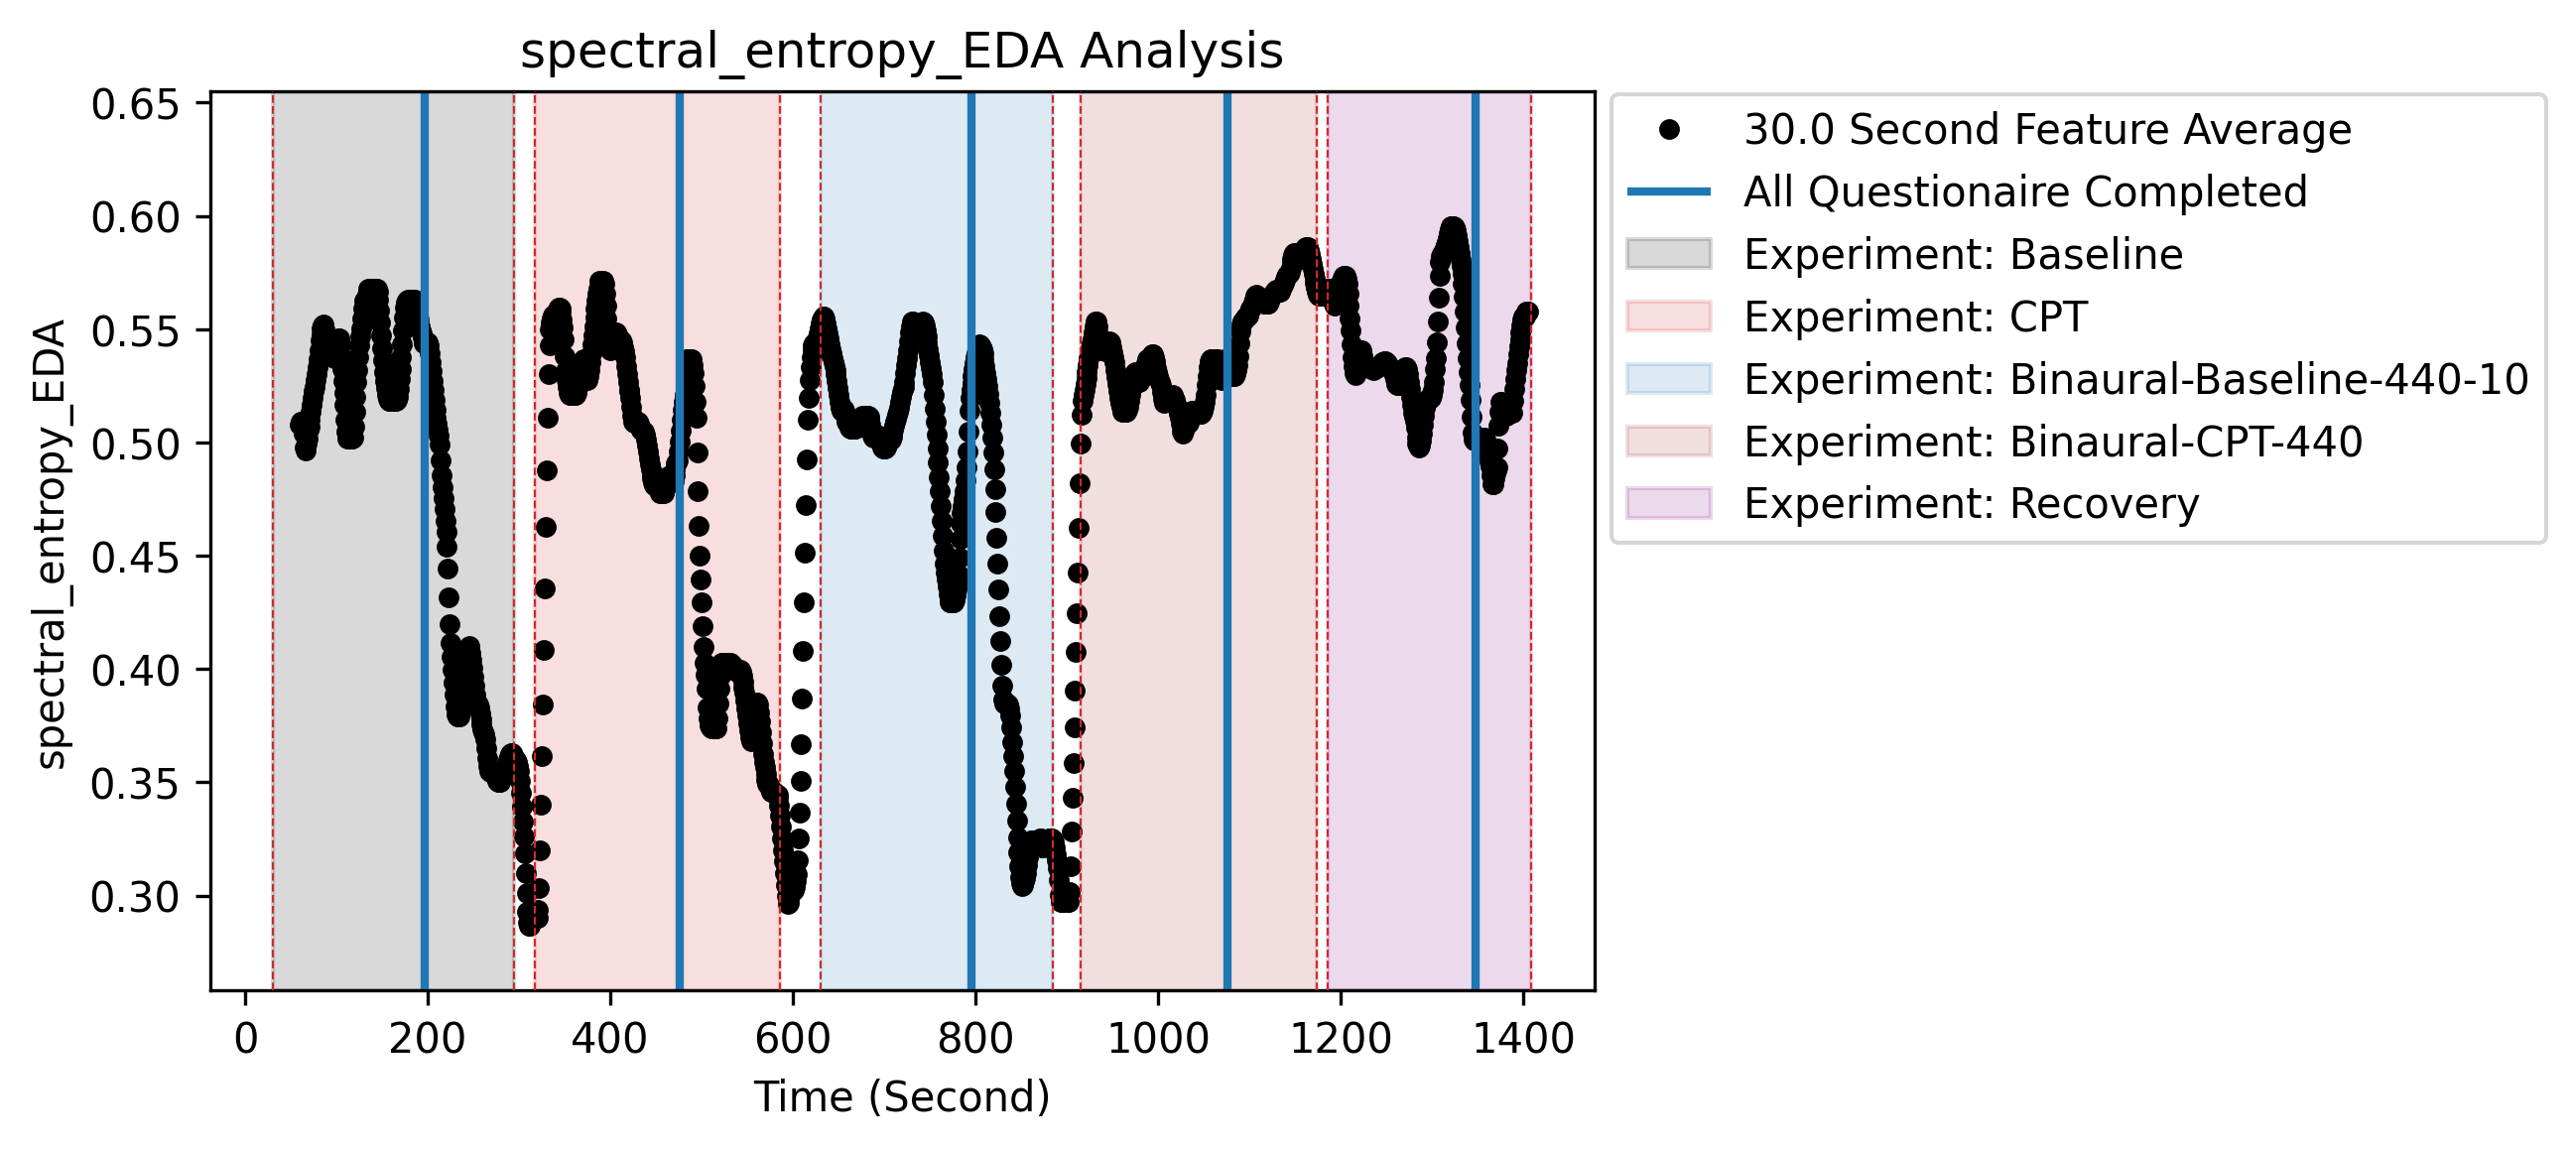 spectral_entropy_EDA Analysis
0.65
0.60
0.55
0.50
0.45
0.40
0.35
0.30
spectral_entropy_EDA
0 200 400 600 800 1000 1200 1400
Time (Second)
30.0 Second Feature Average
All Questionaire Completed
Experiment: Baseline
Experiment: CPT
Experiment: Binaural-Baseline-440-10
Experiment: Binaural-CPT-440
Experiment: Recovery